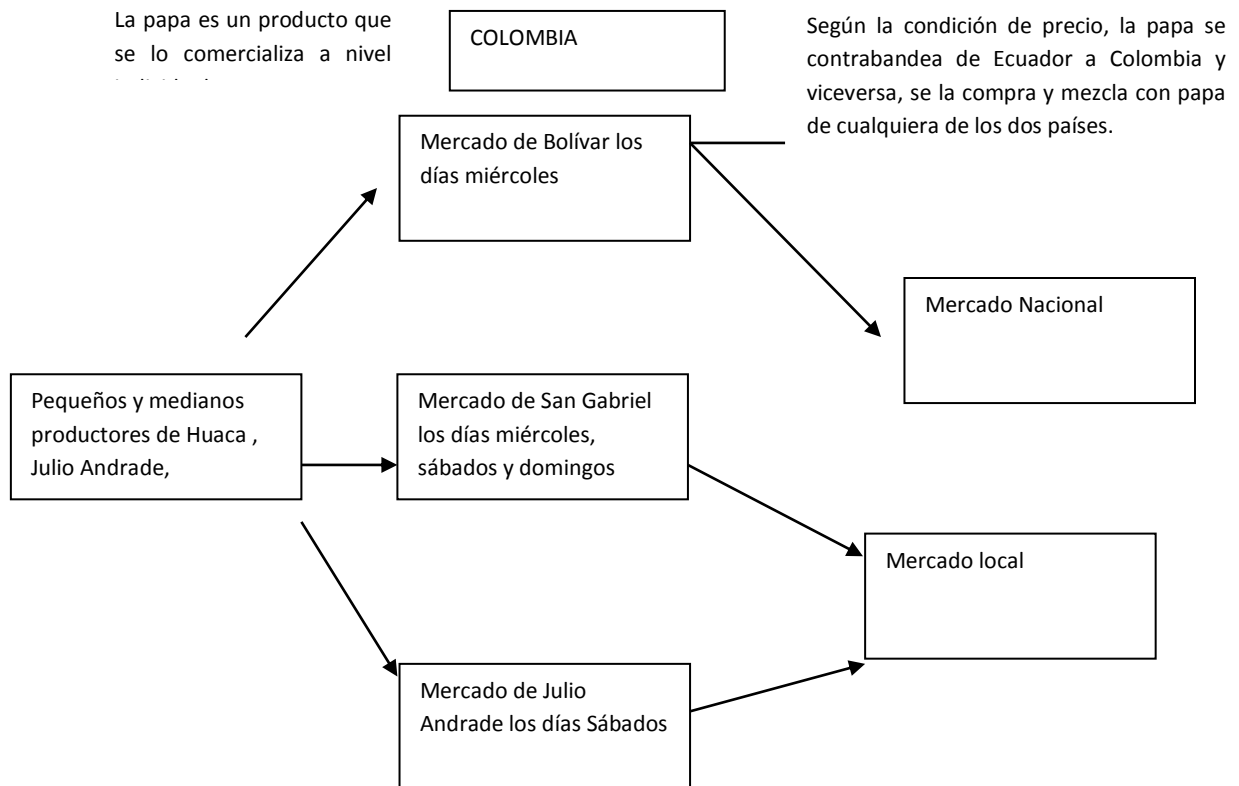 La papa es un producto que
se lo comercializa a nivel
COLOMBIA
Según la condición de precio, la papa se
contrabandea de Ecuador a Colombia y
viceversa, se la compra y mezcla con papa
de cualquiera de los dos países.
Mercado de Bolívar los
días miércoles
Mercado Nacional
Pequeños y medianos
productores de Huaca ,
Julio Andrade,
Mercado de San Gabriel
los días miércoles,
sábados y domingos
Mercado local
Mercado de Julio
Andrade los días Sábados